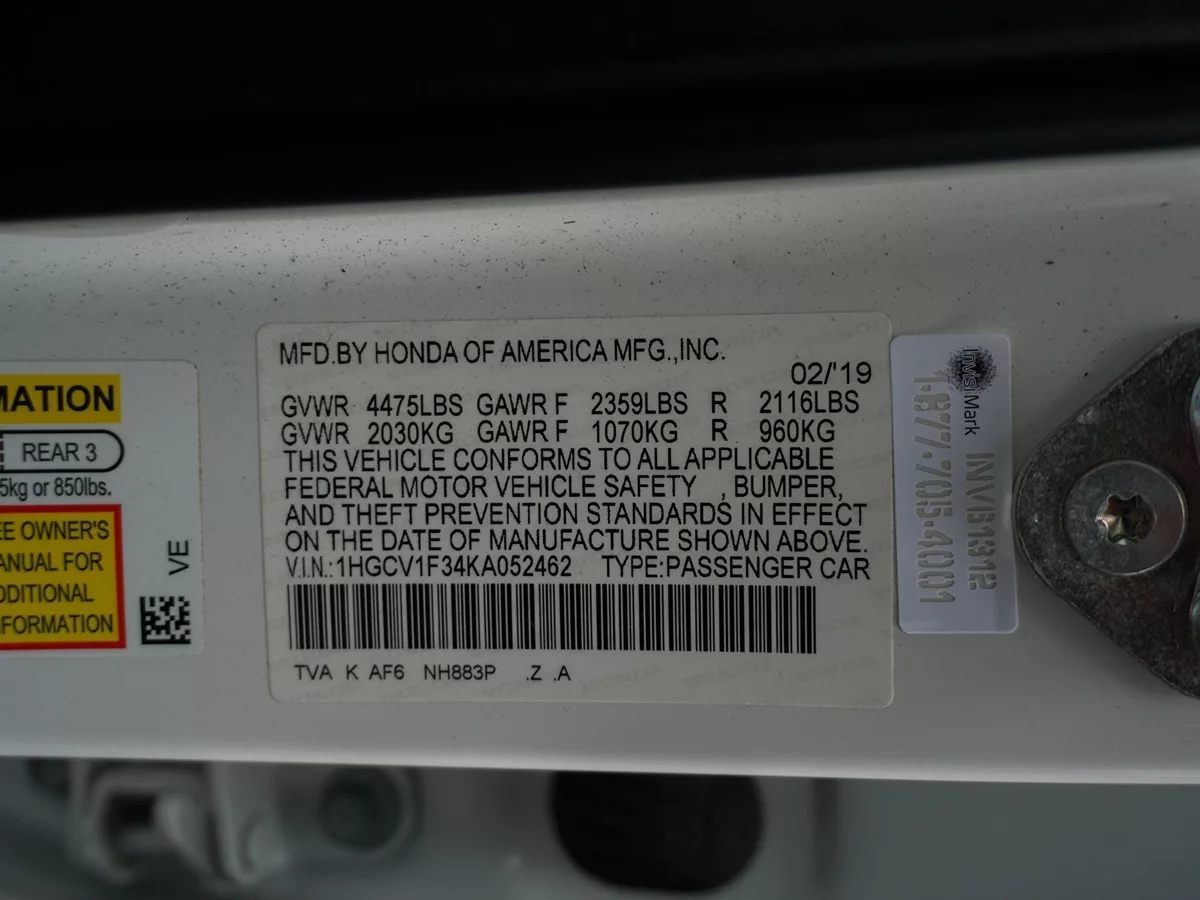 MATION
REAR 3
5kg or 850lbs.
EE OWNER'S
ANUAL FOR
DDITIONAL
FORMATION
VE
MFD.BY HONDA OF AMERICA MFG.,INC.
02/'19
GVWR 4475LBS GAWR F 2359LBS R 2116LBS
GVWR 2030KG GAWR F 1070KG R 960KG
THIS VEHICLE CONFORMS TO ALL APPLICABLE
FEDERAL MOTOR VEHICLE SAFETY , BUMPER,
AND THEFT PREVENTION STANDARDS IN EFFECT
ON THE DATE OF MANUFACTURE SHOWN ABOVE.
V.I.N.:1HGCV1F34KA052462 TYPE:PASSENGER CAR
TVA K AF6 NH883P .Z .A
InvisiMark
INV61312
1-877-705-4001